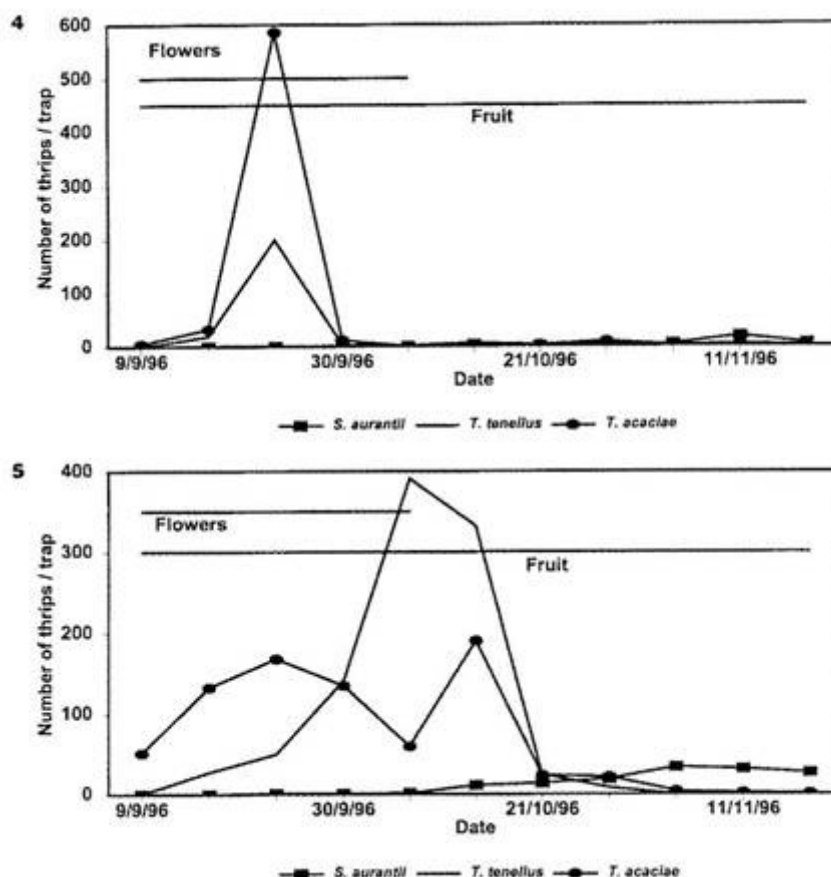 4
600
Flowers
500
Fruit
400
300
200
100
0
Number of thrips / trap
9/9/96 30/9/96 21/10/96 11/11/96
Date
S. aurantii T. tenellus T. acaciae
5
400
Flowers
300
Fruit
200
100
0
Number of thrips / trap
9/9/96 30/9/96 21/10/96 11/11/96
Date
S. aurantii T. tenellus T. acaciae